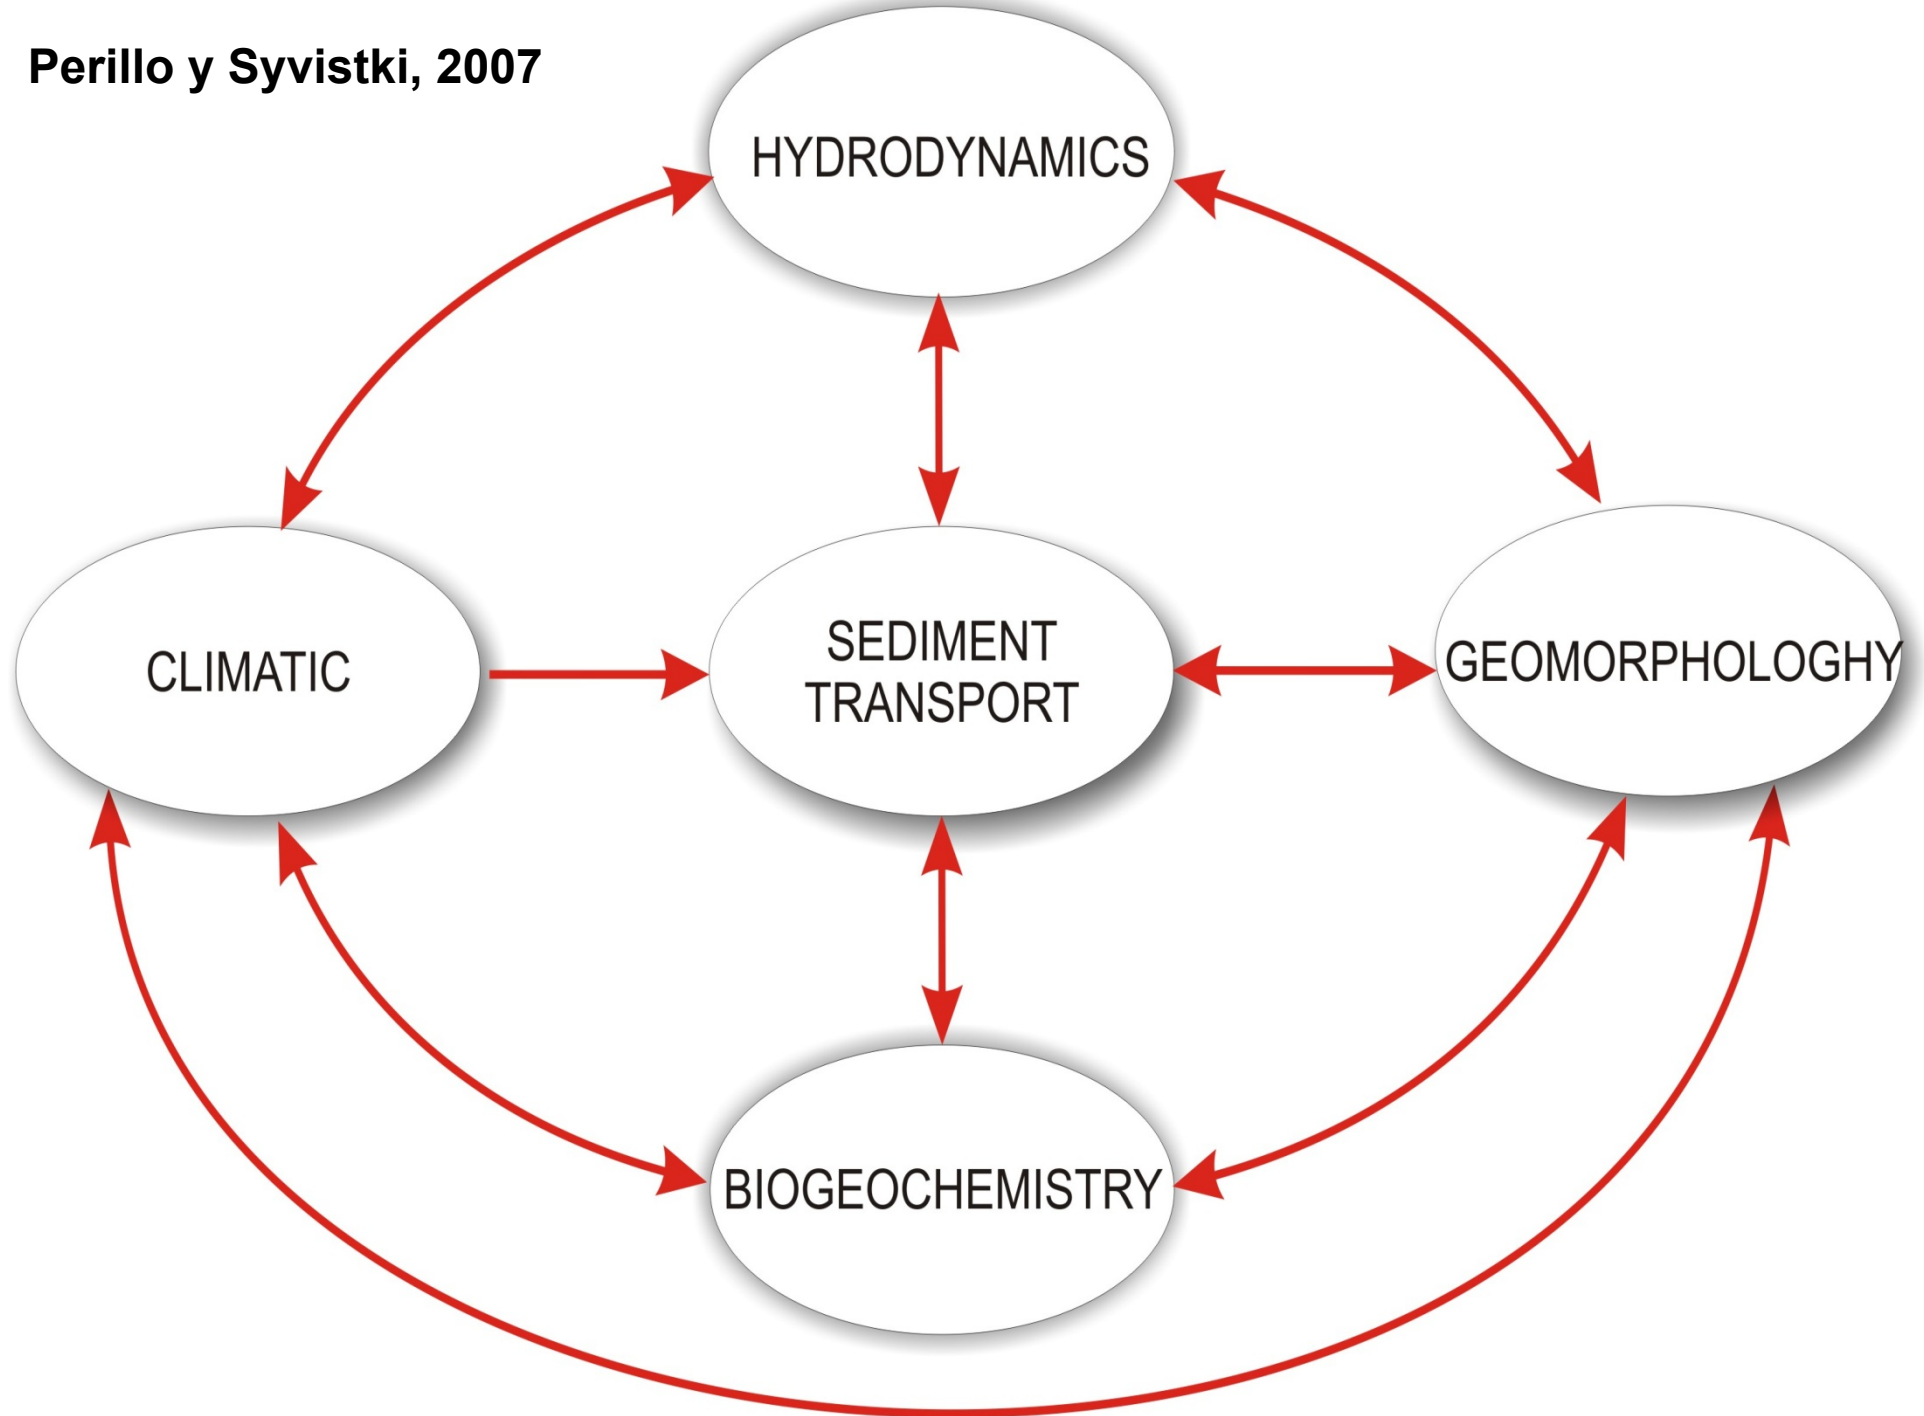 Perillo y Syvistki, 2007
HYDRODYNAMICS
CLIMATIC
SEDIMENT
TRANSPORT
GEOMORPHOLOGHY
BIOGEOCHEMISTRY